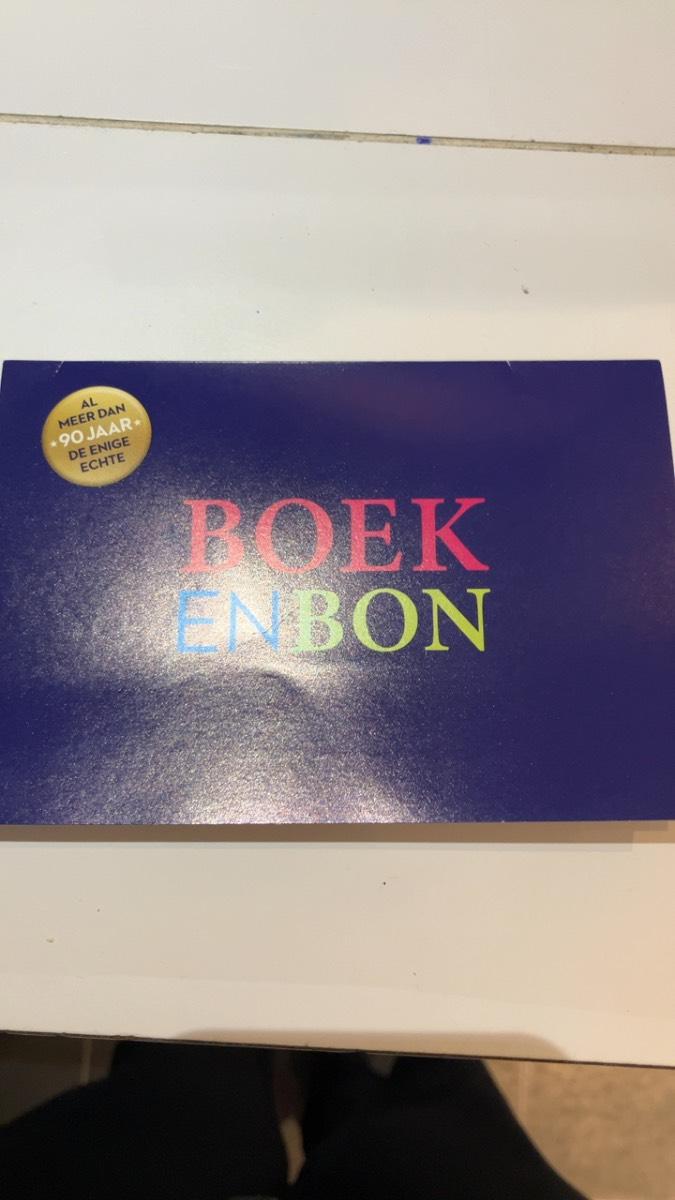 AL
MEER DAN
★90 JAAR★
DE ENIGE
ECHTE
BOEK
ENBON